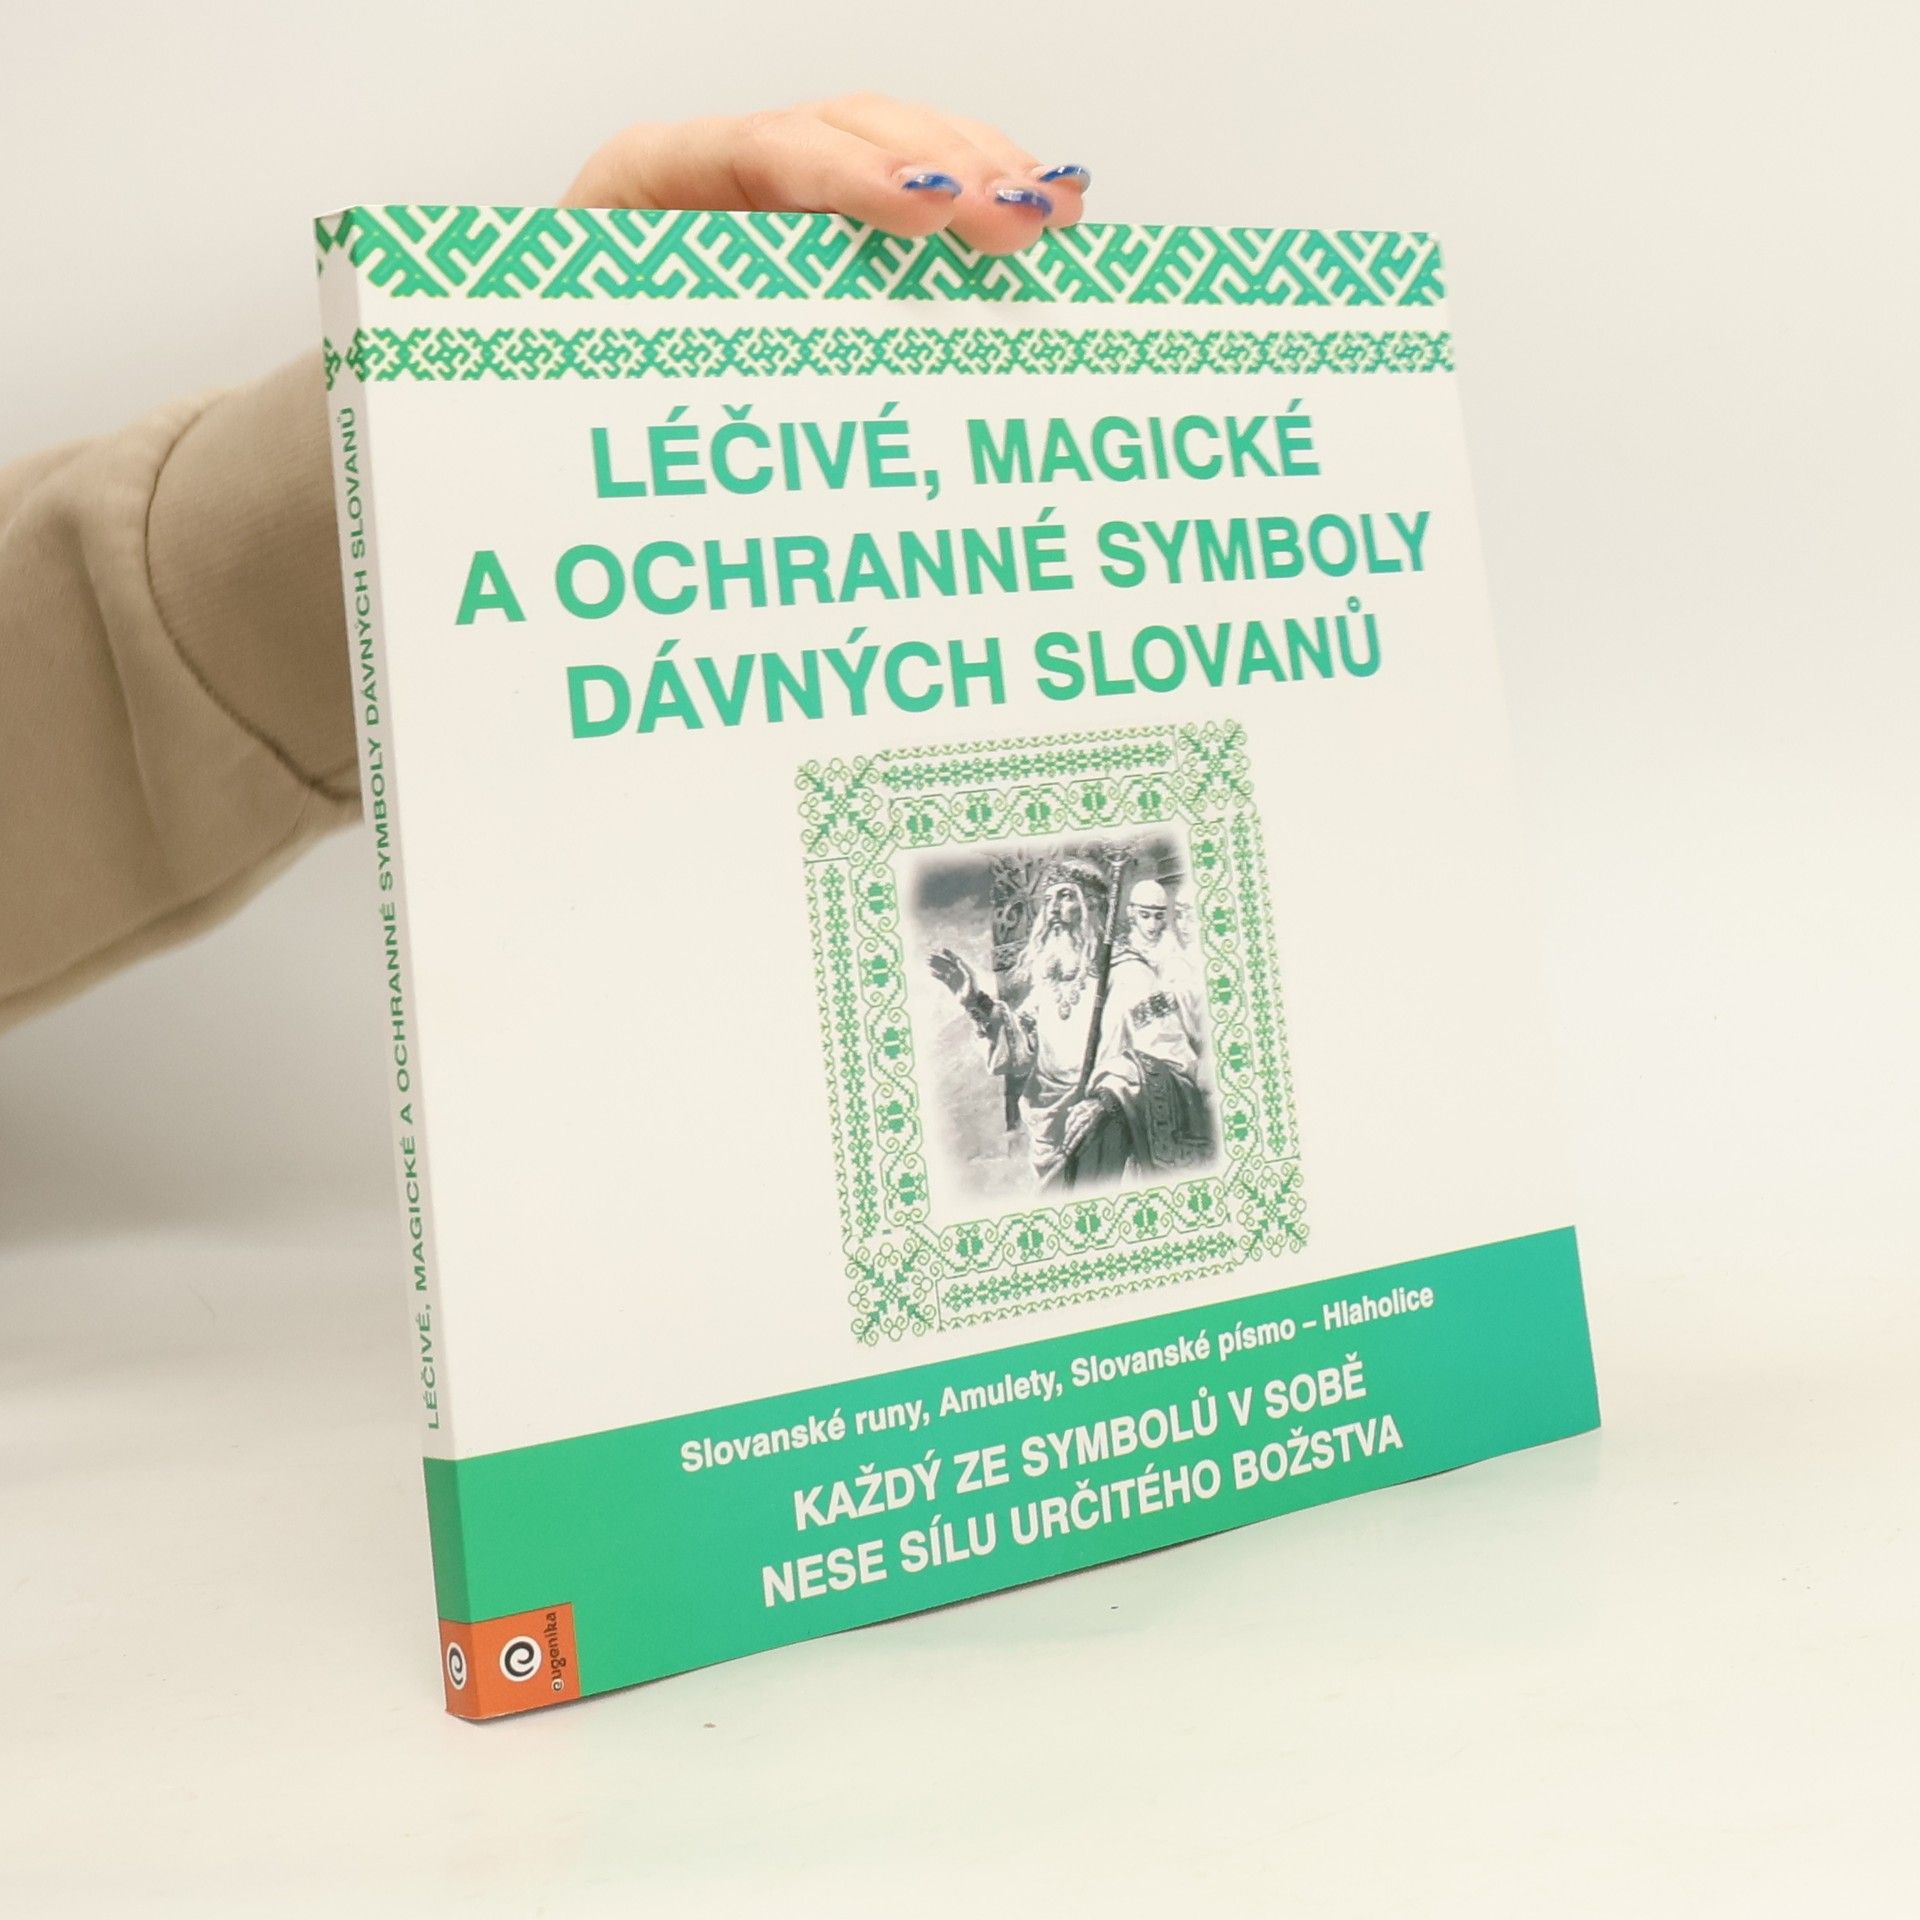 LÉČIVÉ, MAGICKÉ
A OCHRANNÉ SYMBOLY
DÁVNÝCH SLOVANŮ
Slovanské runy, Amulety, Slovanské písmo – Hlaholice
KAŽDÝ ZE SYMBOLŮ V SOBĚ
NESE SÍLU URČITÉHO BOŽSTVA
eugenika
LÉČIVÉ, MAGICKÉ A OCHRANNÉ SYMBOLY DÁVNÝCH SLOVANŮ